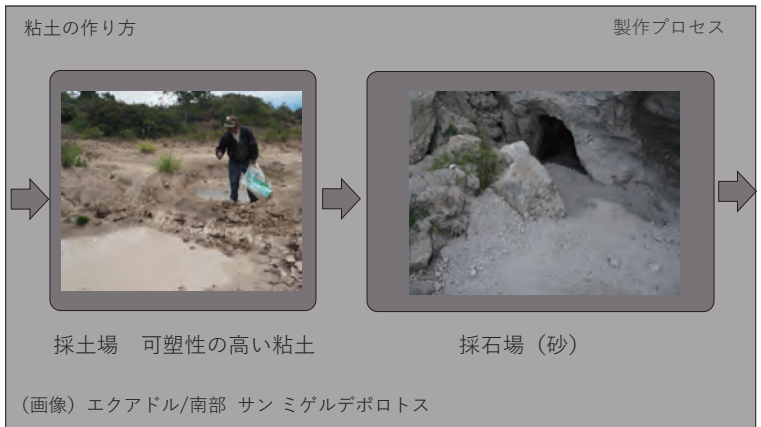 粘土の作り方
製作プロセス
採土場　可塑性の高い粘土
採石場（砂）
(画像）エクアドル/南部 サン ミゲルデポロトス